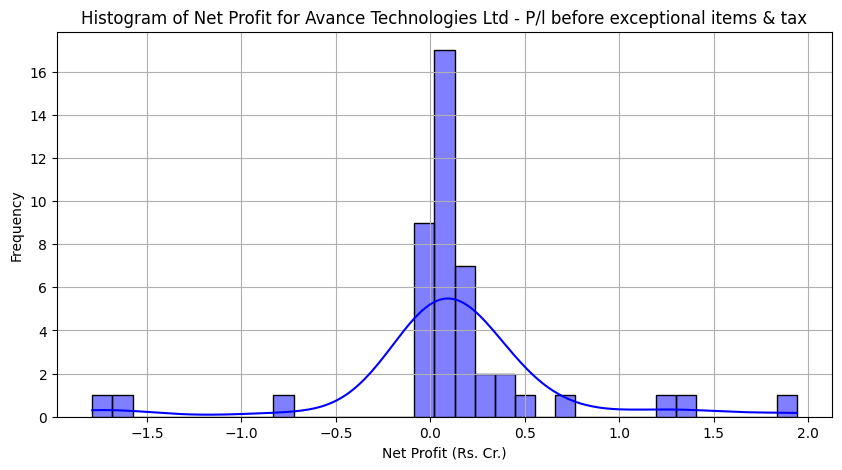 Histogram of Net Profit for Avance Technologies Ltd - P/l before exceptional items & tax
Frequency
16
14
12
10
8
6
4
2
0
−1.5 −1.0 −0.5 0.0 0.5 1.0 1.5 2.0
Net Profit (Rs. Cr.)